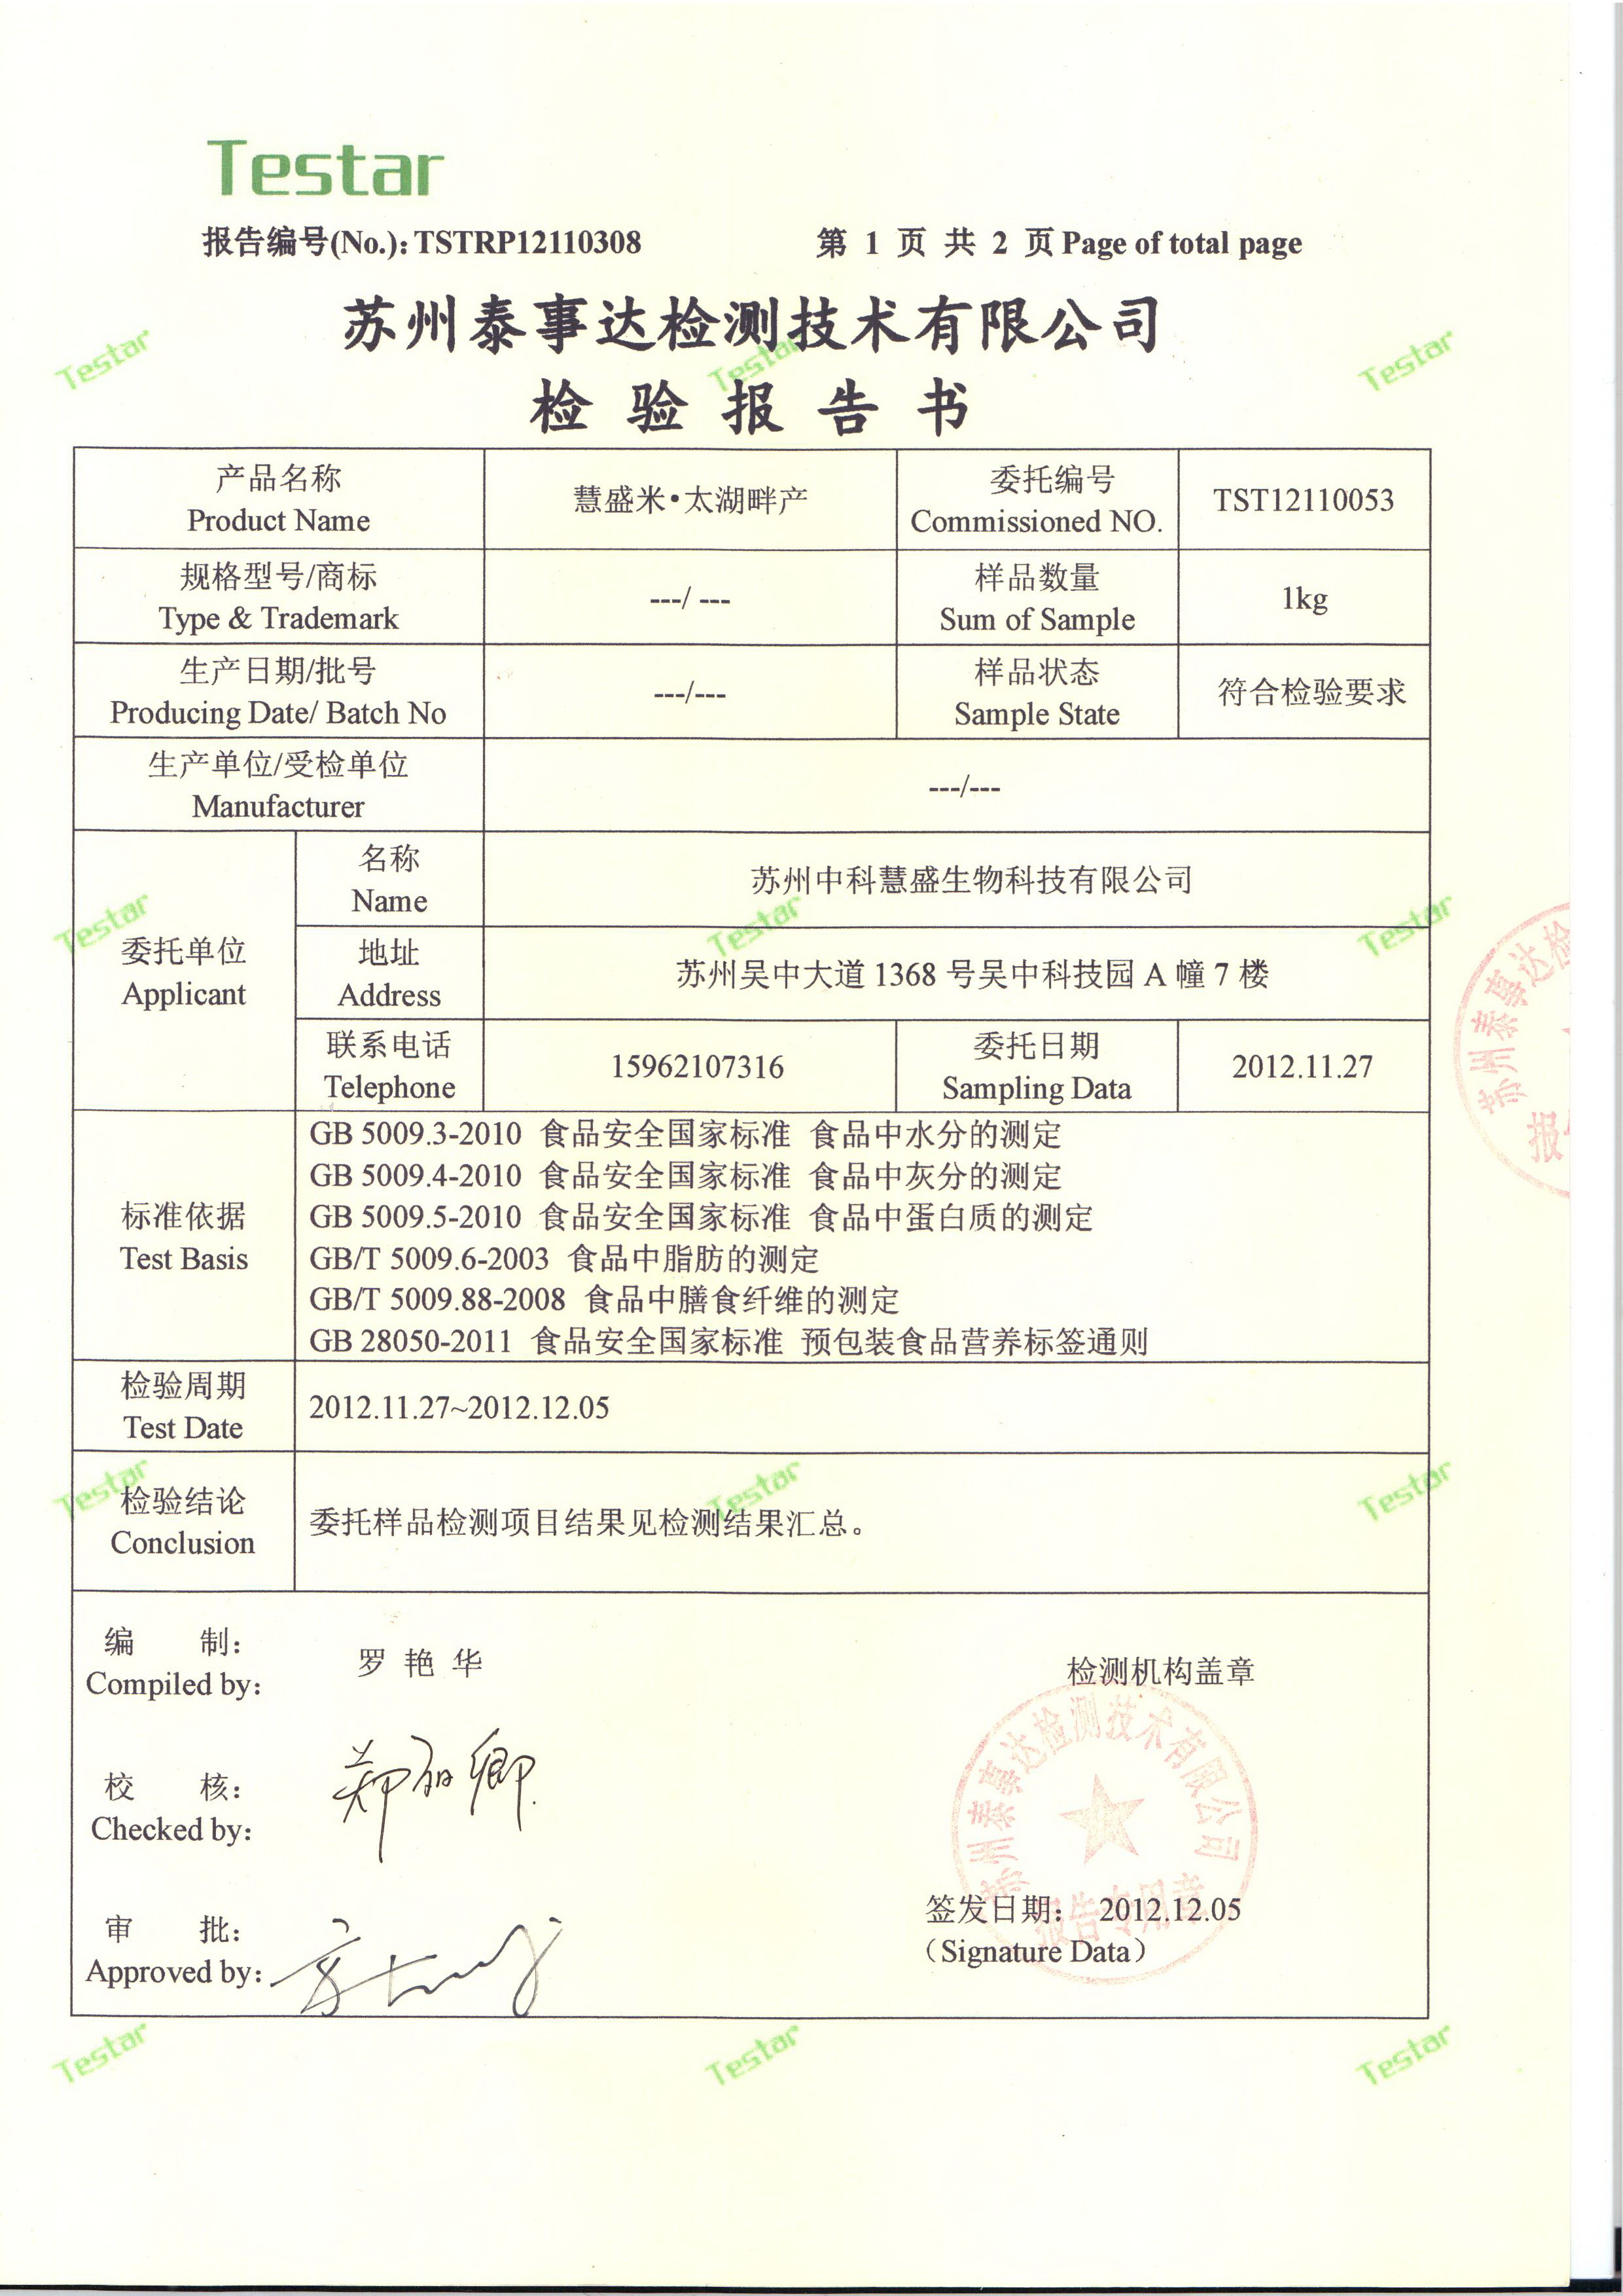 Testar
报告编号(No.): TSTRP12110308
第 1 页 共 2 页 Page of total page
苏州泰事达检测技术有限公司
检验报告书
产品名称
Product Name
慧盛米•太湖畔产
委托编号
Commissioned NO.
TST12110053
规格型号/商标
Type & Trademark
---/ ---
样品数量
Sum of Sample
1kg
生产日期/批号
Producing Date/ Batch No
---/---
样品状态
Sample State
符合检验要求
生产单位/受检单位
Manufacturer
---/---
委托单位
Applicant
名称
Name
苏州中科慧盛生物科技有限公司
地址
Address
苏州吴中大道 1368 号吴中科技园 A 幢 7 楼
联系电话
Telephone
15962107316
委托日期
Sampling Data
2012.11.27
标准依据
Test Basis
GB 5009.3-2010 食品安全国家标准 食品中水分的测定
GB 5009.4-2010 食品安全国家标准 食品中灰分的测定
GB 5009.5-2010 食品安全国家标准 食品中蛋白质的测定
GB/T 5009.6-2003 食品中脂肪的测定
GB/T 5009.88-2008 食品中膳食纤维的测定
GB 28050-2011 食品安全国家标准 预包装食品营养标签通则
检验周期
Test Date
2012.11.27~2012.12.05
检验结论
Conclusion
委托样品检测项目结果见检测结果汇总。
编 制:
Compiled by:
罗 艳 华
检测机构盖章
苏州泰事达检测技术有限公司
报告专用章
校 核:
Checked by:
郑丽卿
审 批:
Approved by:
签发日期: 2012.12.05
（Signature Data）
苏州泰事达检
报
Testar
Testar
Testar
Testar
Testar
Testar
Testar
Testar
Testar
Testar
Testar
Testar